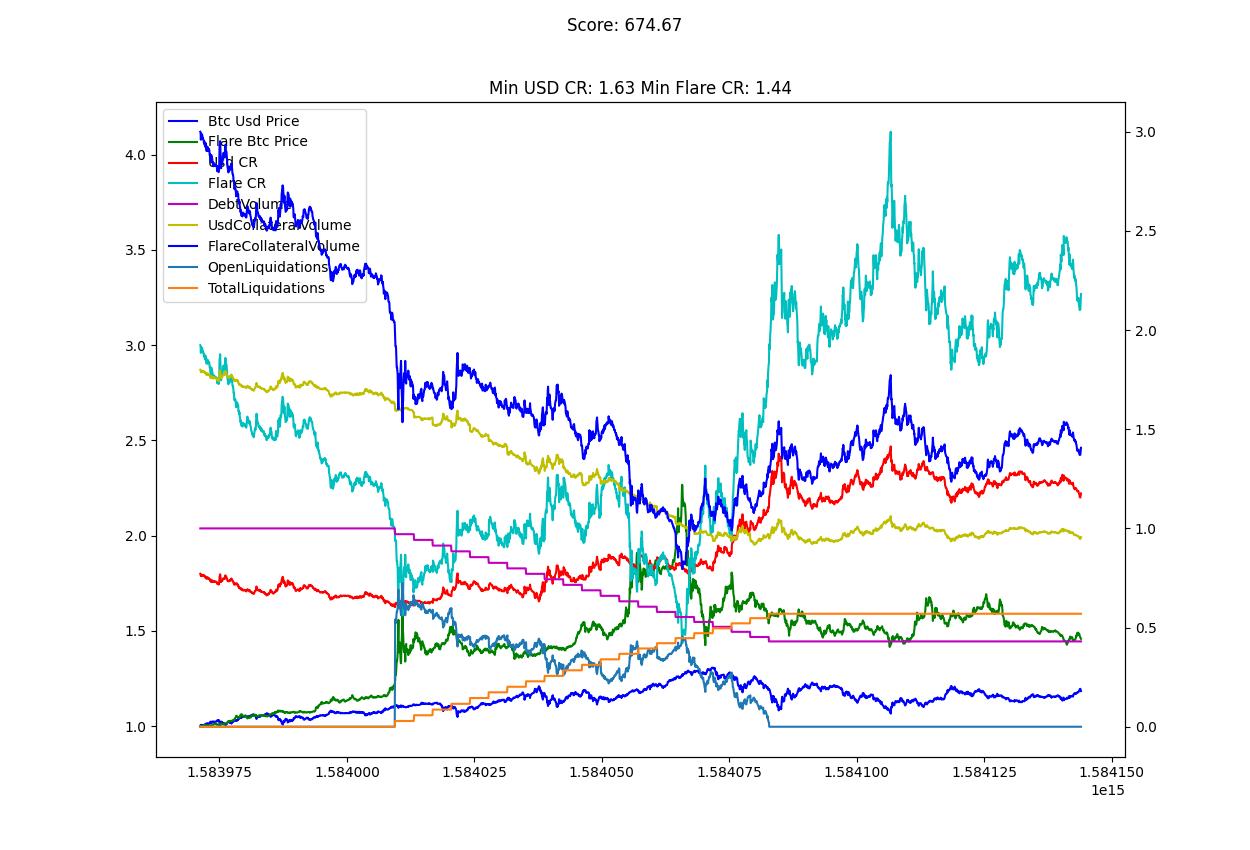 Score: 674.67
Min USD CR: 1.63 Min Flare CR: 1.44
Btc Usd Price
Flare Btc Price
Usd CR
Flare CR
DebtVolume
UsdCollateralVolume
FlareCollateralVolume
OpenLiquidations
TotalLiquidations
4.0
3.5
3.0
2.5
2.0
1.5
1.0
3.0
2.5
2.0
1.5
1.0
0.5
0.0
1.583975 1.584000 1.584025 1.584050 1.584075 1.584100 1.584125 1.584150
1e15